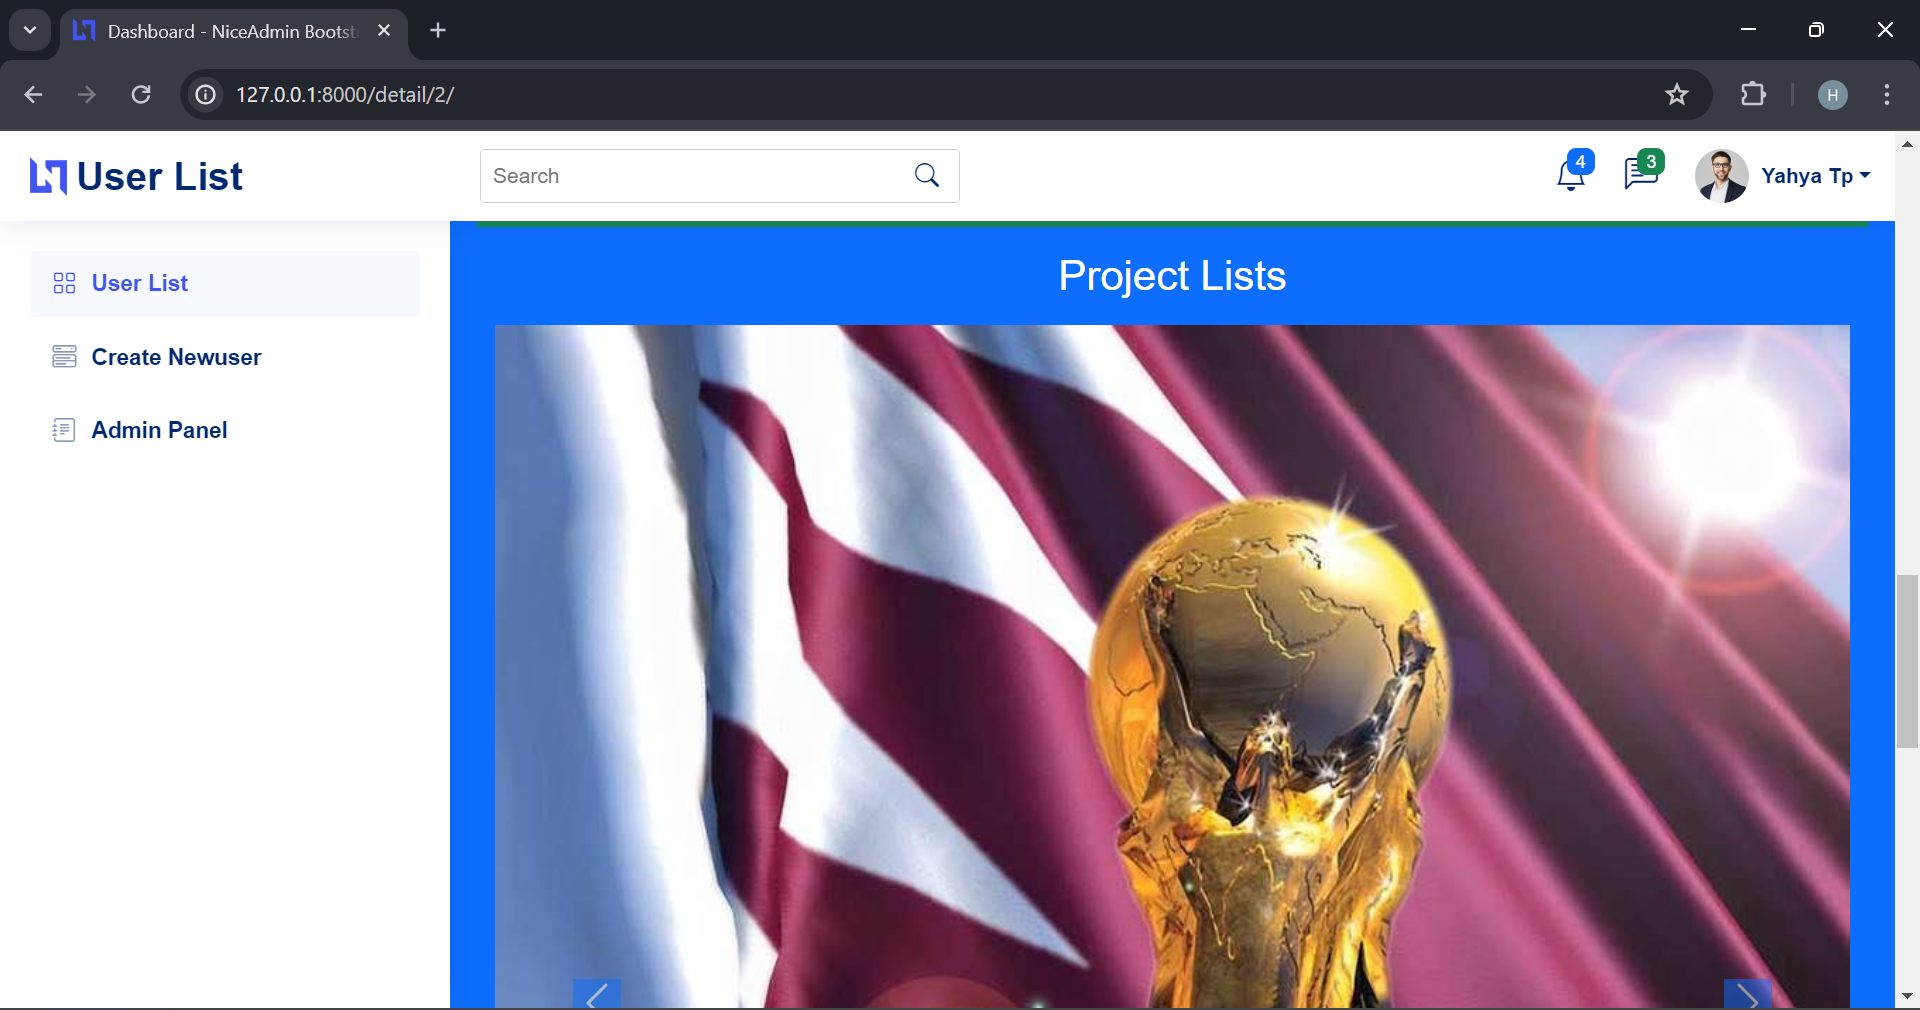 Dashboard - NiceAdmin Bootst
127.0.0.1:8000/detail/2/
H
User List
Search
4
3
Yahya Tp
User List
Create Newuser
Admin Panel
Project Lists